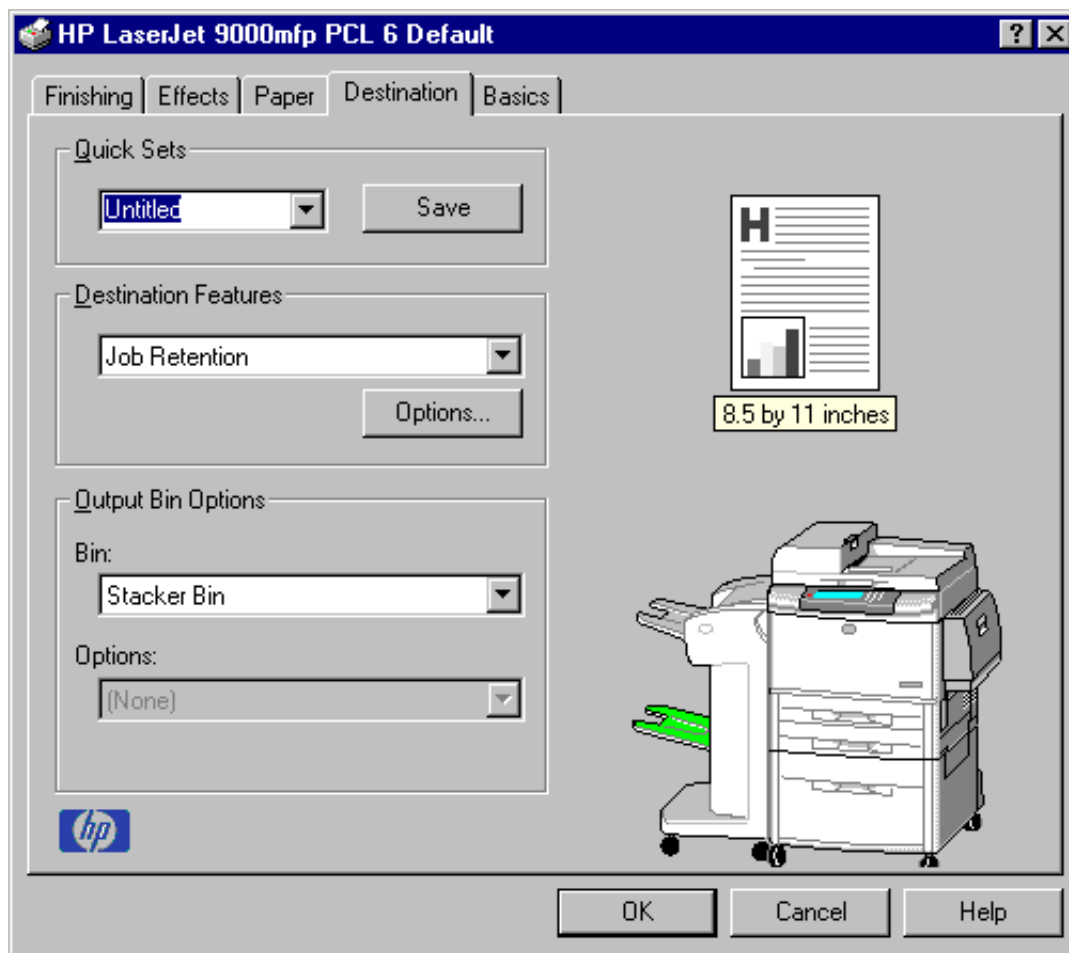 HP LaserJet 9000mfp PCL 6 Default
Finishing Effects Paper Destination Basics
Quick Sets
Untitled Save
H
Destination Features
Job Retention
Options...
8.5 by 11 inches
Output Bin Options
Bin:
Stacker Bin
Options:
(None)
hp
OK Cancel Help